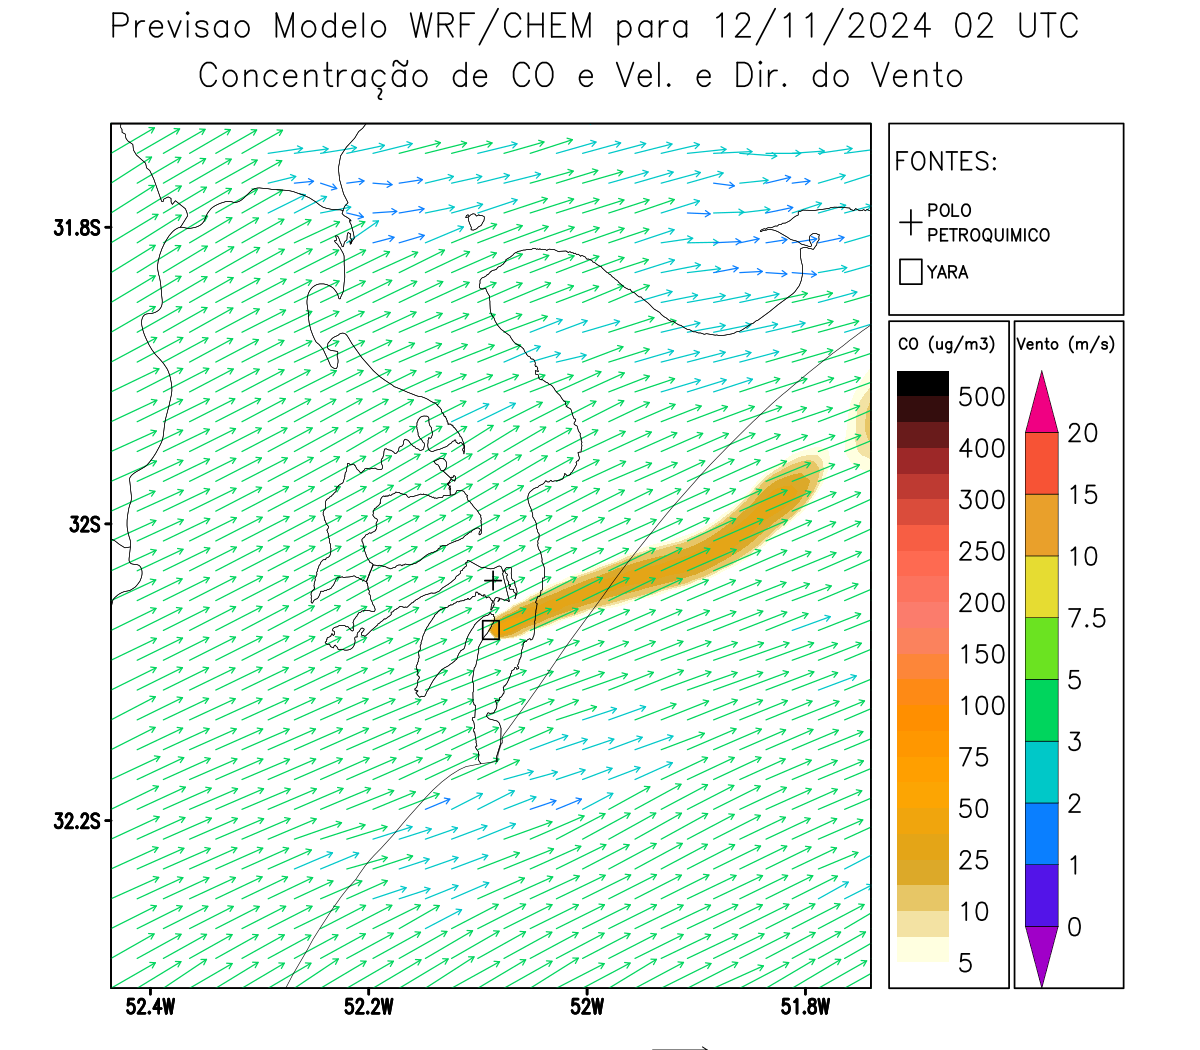 Previsao Modelo WRF/CHEM para 12/11/2024 02 UTC
Concentração de CO e Vel. e Dir. do Vento
FONTES:
POLO
PETROQUIMICO
YARA
CO (ug/m3)
500
400
300
250
200
150
100
75
50
25
10
5
Vento (m/s)
20
15
10
7.5
5
3
2
1
0
31.8S
32S
32.2S
52.4W
52.2W
52W
51.8W